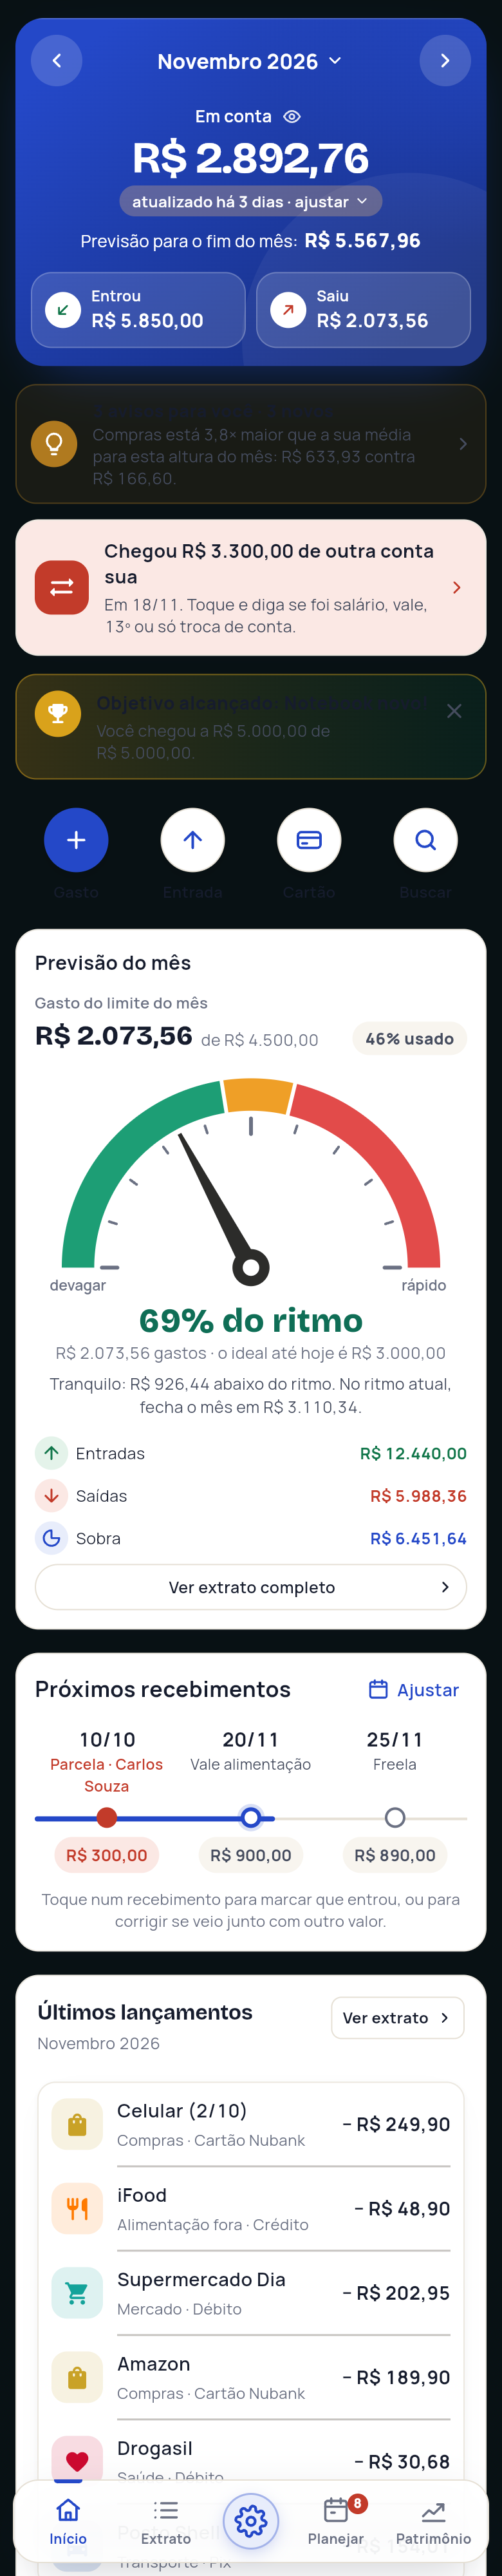 Novembro 2026
Em conta
R$ 2.892,76
atualizado há 3 dias · ajustar
Previsão para o fim do mês: R$ 5.567,96
Entrou
R$ 5.850,00
Saiu
R$ 2.073,56
Compras está 3,8× maior que a sua média
para esta altura do mês: R$ 633,93 contra
R$ 166,60.
Chegou R$ 3.300,00 de outra conta
sua
Em 18/11. Toque e diga se foi salário, vale,
13º ou só troca de conta.
Objetivo alcançado: Notebook
Você chegou a R$ 5.000,00 de
R$ 5.000,00.
Gasto
Entrada
Cartão
Buscar
Previsão do mês
Gasto do limite do mês
R$ 2.073,56 de R$ 4.500,00
46% usado
devagar
rápido
69% do ritmo
R$ 2.073,56 gastos · o ideal até hoje é R$ 3.000,00
Tranquilo: R$ 926,44 abaixo do ritmo. No ritmo atual,
fecha o mês em R$ 3.110,34.
Entradas
R$ 12.440,00
Saídas
R$ 5.988,36
Sobra
R$ 6.451,64
Ver extrato completo
Próximos recebimentos
Ajustar
10/10
Parcela · Carlos
Souza
R$ 300,00
20/11
Vale alimentação
R$ 900,00
25/11
Freela
R$ 890,00
Toque num recebimento para marcar que entrou, ou para
corrigir se veio junto com outro valor.
Últimos lançamentos
Novembro 2026
Ver extrato
Celular (2/10)
Compras · Cartão Nubank
− R$ 249,90
iFood
Alimentação fora · Crédito
− R$ 48,90
Supermercado Dia
Mercado · Débito
− R$ 202,95
Amazon
Compras · Cartão Nubank
− R$ 189,90
Drogasil
Saúde · Débito
− R$ 30,68
Posto Shell
Transporte · Pix
Início
Extrato
8
Planejar
Patrimônio